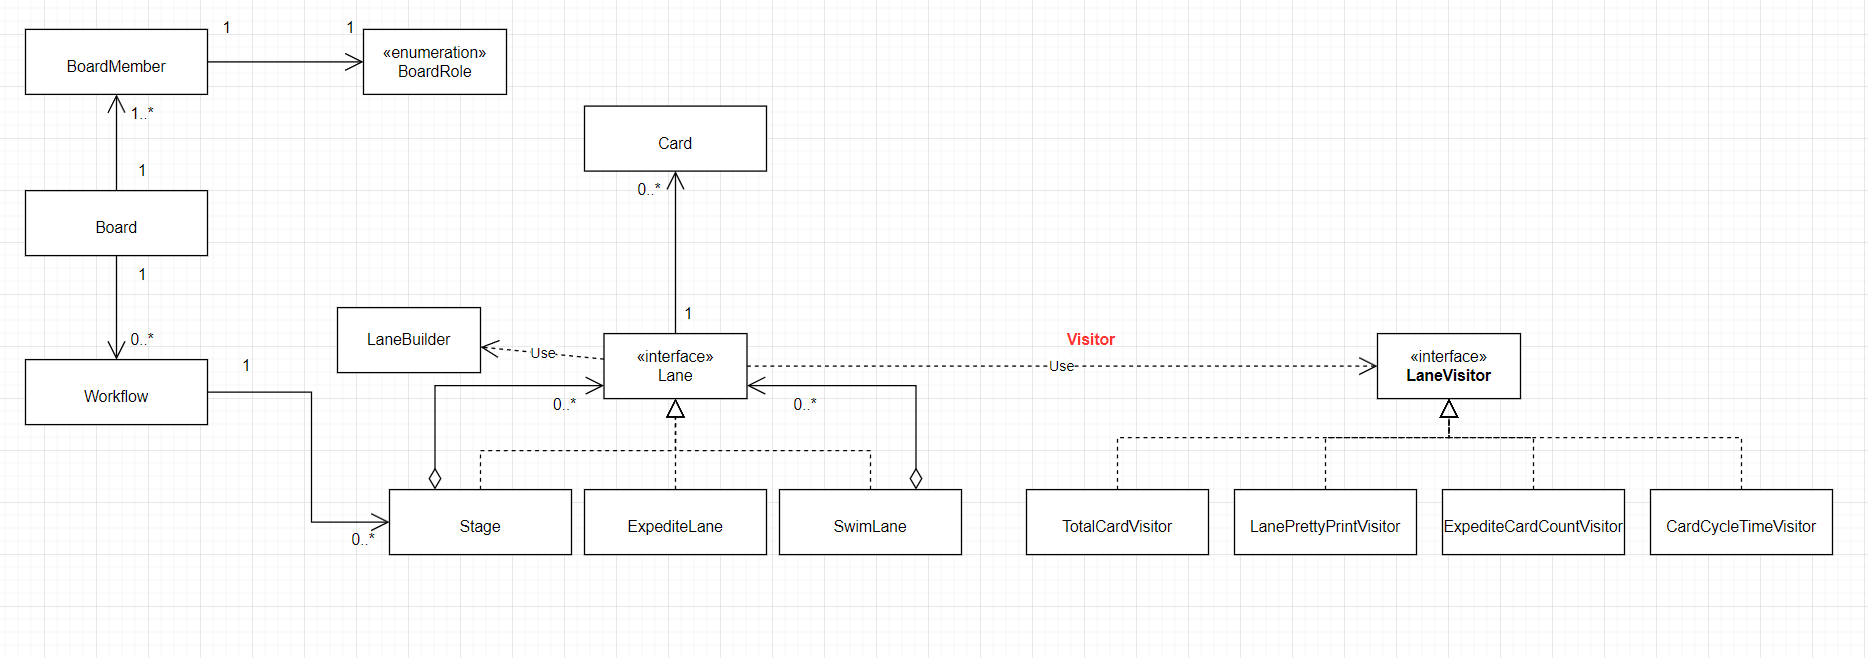 1
1
BoardMember
«enumeration»
BoardRole
1..*
1
Board
1
0..*
Workflow
1
0..*
Card
0..*
1
LaneBuilder
Use
«interface»
Lane
0..*
0..*
Visitor
Use
«interface»
LaneVisitor
Stage
ExpediteLane
SwimLane
TotalCardVisitor
LanePrettyPrintVisitor
ExpediteCardCountVisitor
CardCycleTimeVisitor